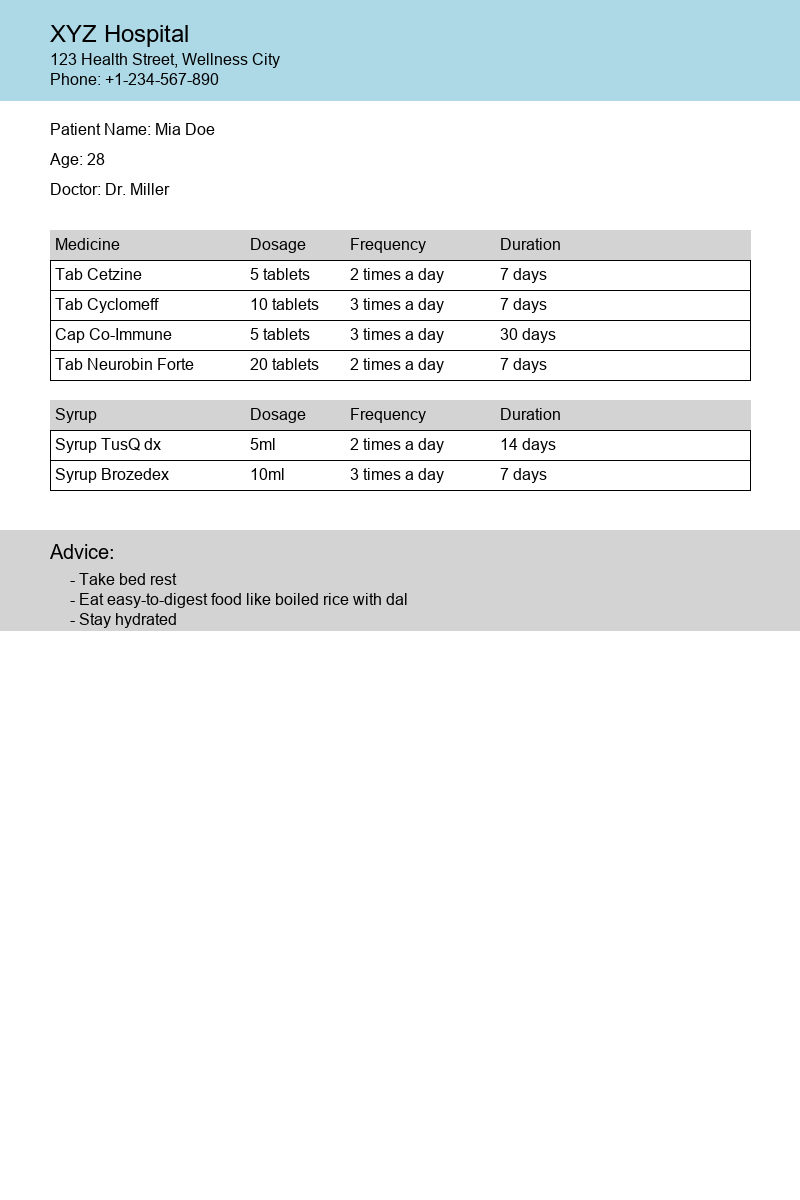 XYZ Hospital
123 Health Street, Wellness City
Phone: +1-234-567-890
Patient Name: Mia Doe
Age: 28
Doctor: Dr. Miller
Medicine Dosage Frequency Duration
Tab Cetzine 5 tablets 2 times a day 7 days
Tab Cyclomeff 10 tablets 3 times a day 7 days
Cap Co-Immune 5 tablets 3 times a day 30 days
Tab Neurobin Forte 20 tablets 2 times a day 7 days
Syrup Dosage Frequency Duration
Syrup TusQ dx 5ml 2 times a day 14 days
Syrup Brozedex 10ml 3 times a day 7 days
Advice:
- Take bed rest
- Eat easy-to-digest food like boiled rice with dal
- Stay hydrated